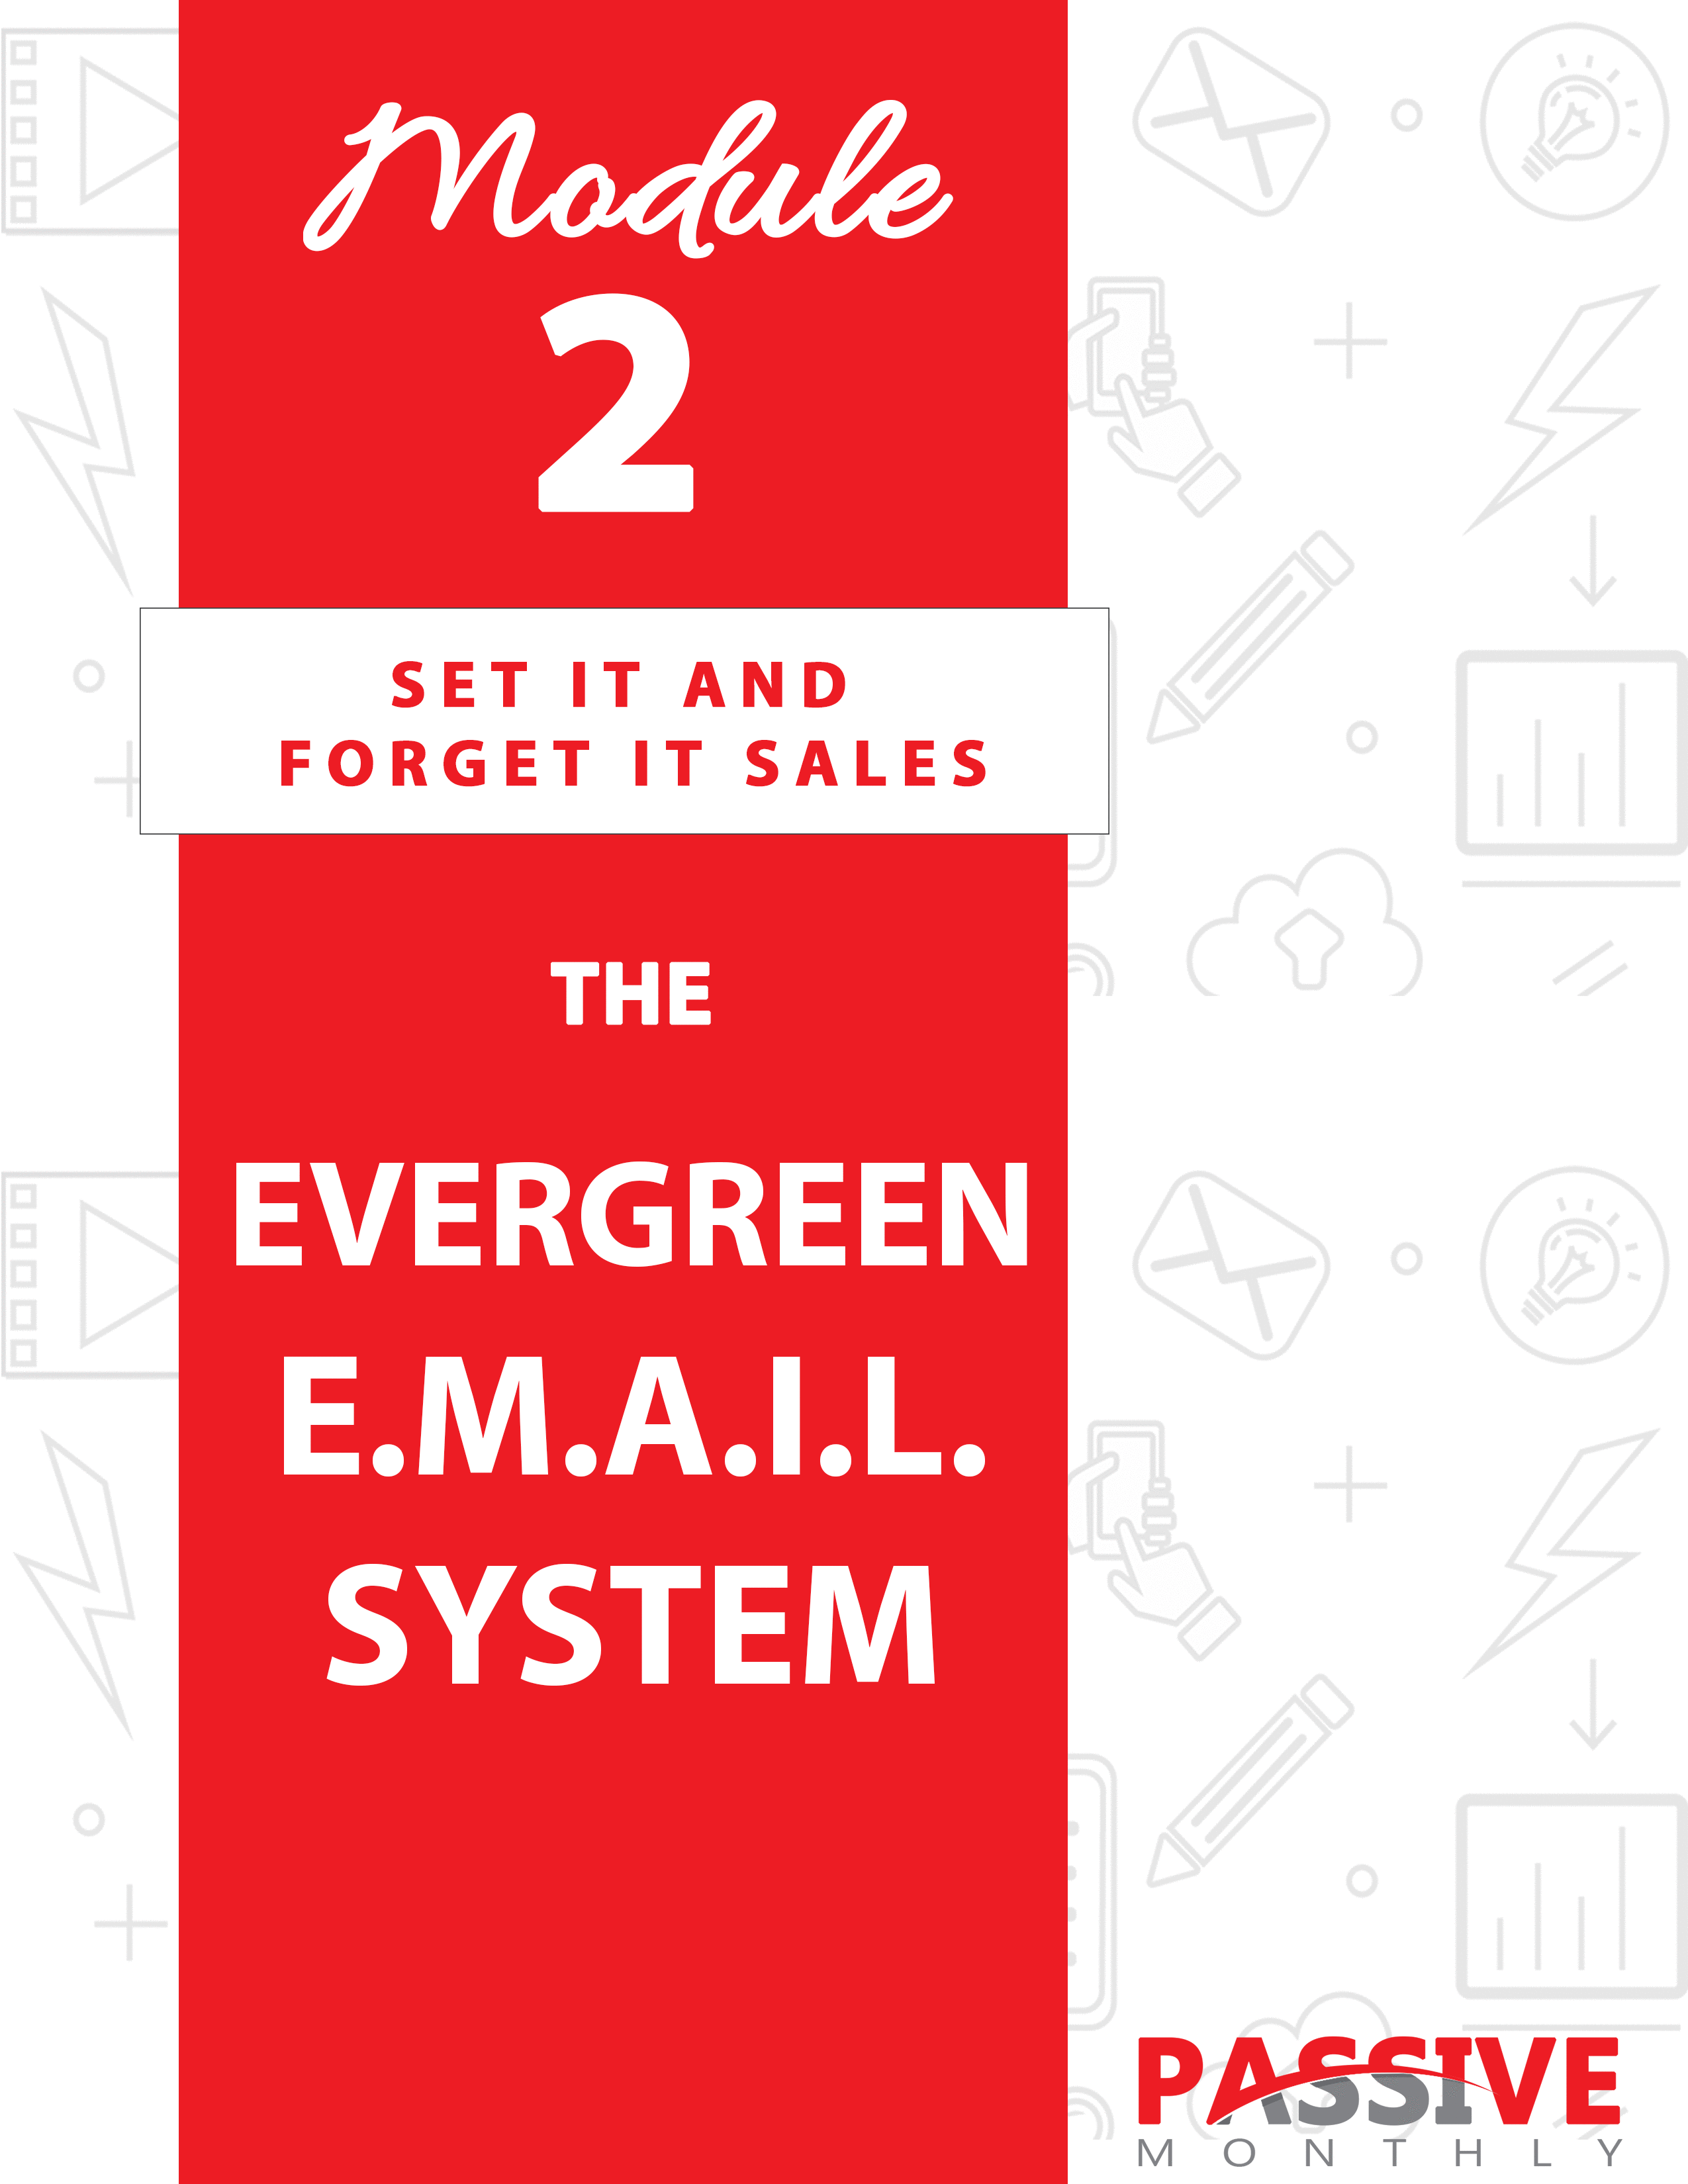 Module
2
SET IT AND
FORGET IT SALES
THE
EVERGREEN
E.M.A.I.L.
SYSTEM
PASSIVE
MONTHLY